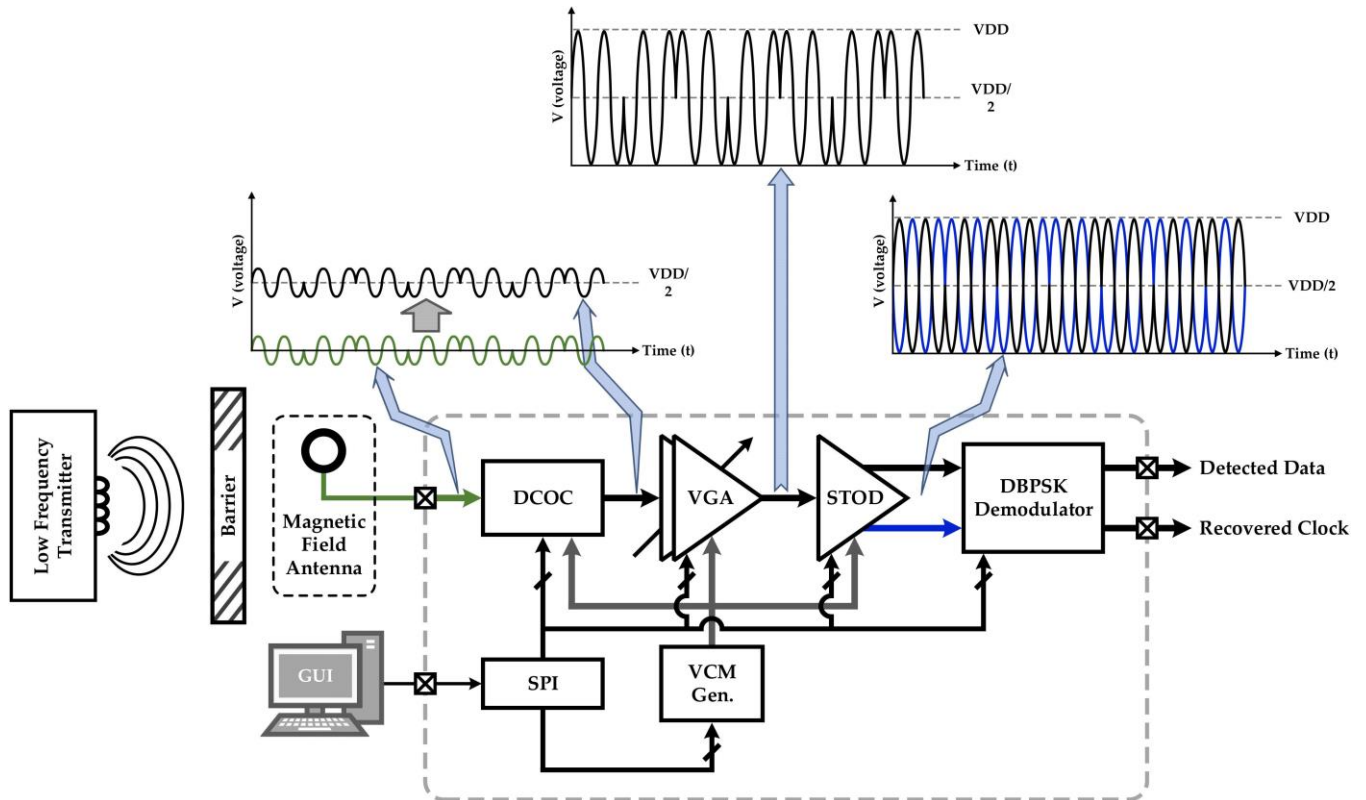 V (voltage)
VDD
VDD/
2
Time (t)
V (voltage)
VDD/
2
Time (t)
V (voltage)
VDD
VDD/2
Time (t)
Low Frequency
Transmitter
Barrier
Magnetic
Field
Antenna
DCOC
VGA
STOD
DBPSK
Demodulator
Detected Data
Recovered Clock
GUI
SPI
VCM
Gen.